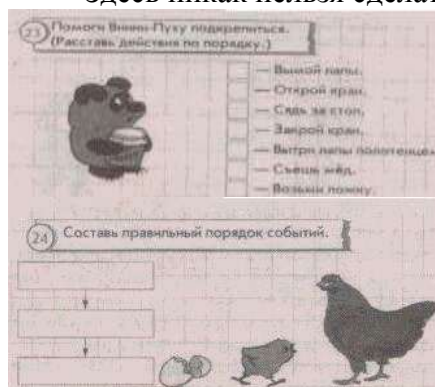 здесь никак нельзя сделат
23 Помоги Винни-Пуху подкрепиться.
(Расставь действия по порядку.)
— Вымой лапы.
— Открой кран.
— Сядь за стол.
— Закрой кран.
— Вытри лапы полотенцем.
— Съешь мёд.
— Возьми ложку.
24 Составь правильный порядок событий.